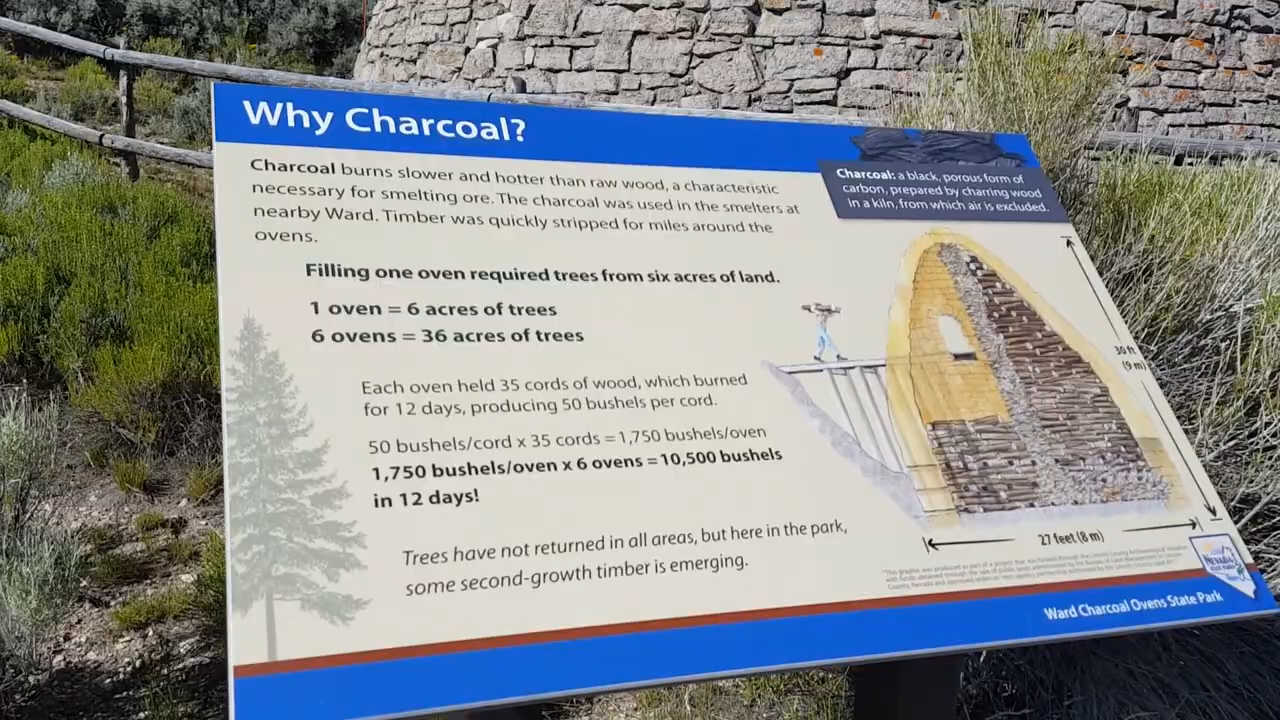 Why Charcoal?
Charcoal burns slower and hotter than raw wood, a characteristic
necessary for smelting ore. The charcoal was used in the smelters at
nearby Ward. Timber was quickly stripped for miles around the
ovens.
Filling one oven required trees from six acres of land.
1 oven = 6 acres of trees
6 ovens = 36 acres of trees
Each oven held 35 cords of wood, which burned
for 12 days, producing 50 bushels per cord.
50 bushels/cord x 35 cords = 1,750 bushels/oven
1,750 bushels/oven x 6 ovens = 10,500 bushels
in 12 days!
Trees have not returned in all areas, but here in the park,
some second-growth timber is emerging.
Charcoal: a black, porous form of
carbon, prepared by charring wood
in a kiln, from which air is excluded.
30 ft
(9 m)
27 feet (8 m)
Nevada
Ward Charcoal Ovens State Park